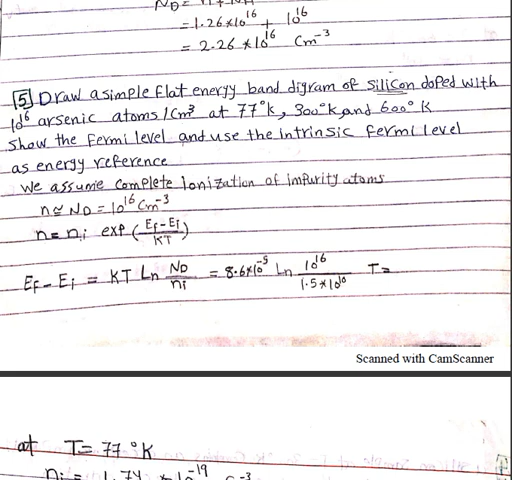 = 1.26*10^16 + 10^16
= 2.26 *10^16 Cm^-3
[5] Draw a simple flat energy band digram of silicon doped with
10^16 arsenic atoms/Cm^3 at 77°k, 300°k and 600°k
Show the fermi level and use the intrinsic fermi level
as energy reference
We assume complete Ionization of impurity atoms
n ≃ ND = 10^16 Cm^-3
n = ni exp (Ef-Ei/KT)
Ef - Ei = KT Ln ND/ni = 8.6*10^-5 Ln 10^16/1.5*10^10 T=
Scanned with CamScanner
at T= 77 °K
ni = 1.74 *10^-19